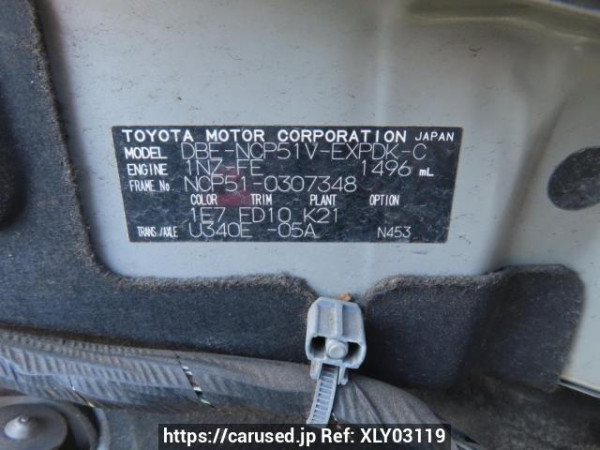 TOYOTA MOTOR CORPORATION JAPAN
MODEL DBE-NCP51V-EXPDK-C
ENGINE 1NZ-FE 1496 mL
FRAME No NCP51-0307348
COLOR TRIM PLANT OPTION
1E7 FD10 K21
TRANS/AXLE U340E -05A N453
https://carused.jp Ref: XLY03119